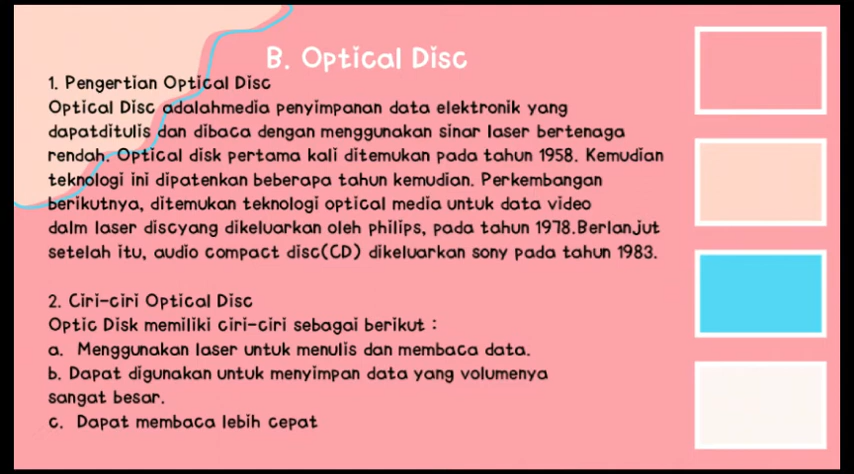 B. Optical Disc
1. Pengertian Optical Disc
Optical Disc adalahmedia penyimpanan data elektronik yang
dapatditulis dan dibaca dengan menggunakan sinar laser bertenaga
rendah. Optical disk pertama kali ditemukan pada tahun 1958. Kemudian
teknologi ini dipatenkan beberapa tahun kemudian. Perkembangan
berikutnya, ditemukan teknologi optical media untuk data video
dalm laser discyang dikeluarkan oleh philips, pada tahun 1978.Berlanjut
setelah itu, audio compact disc(CD) dikeluarkan sony pada tahun 1983.
2. Ciri-ciri Optical Disc
Optic Disk memiliki ciri-ciri sebagai berikut :
a. Menggunakan laser untuk menulis dan membaca data.
b. Dapat digunakan untuk menyimpan data yang volumenya
sangat besar.
c. Dapat membaca lebih cepat